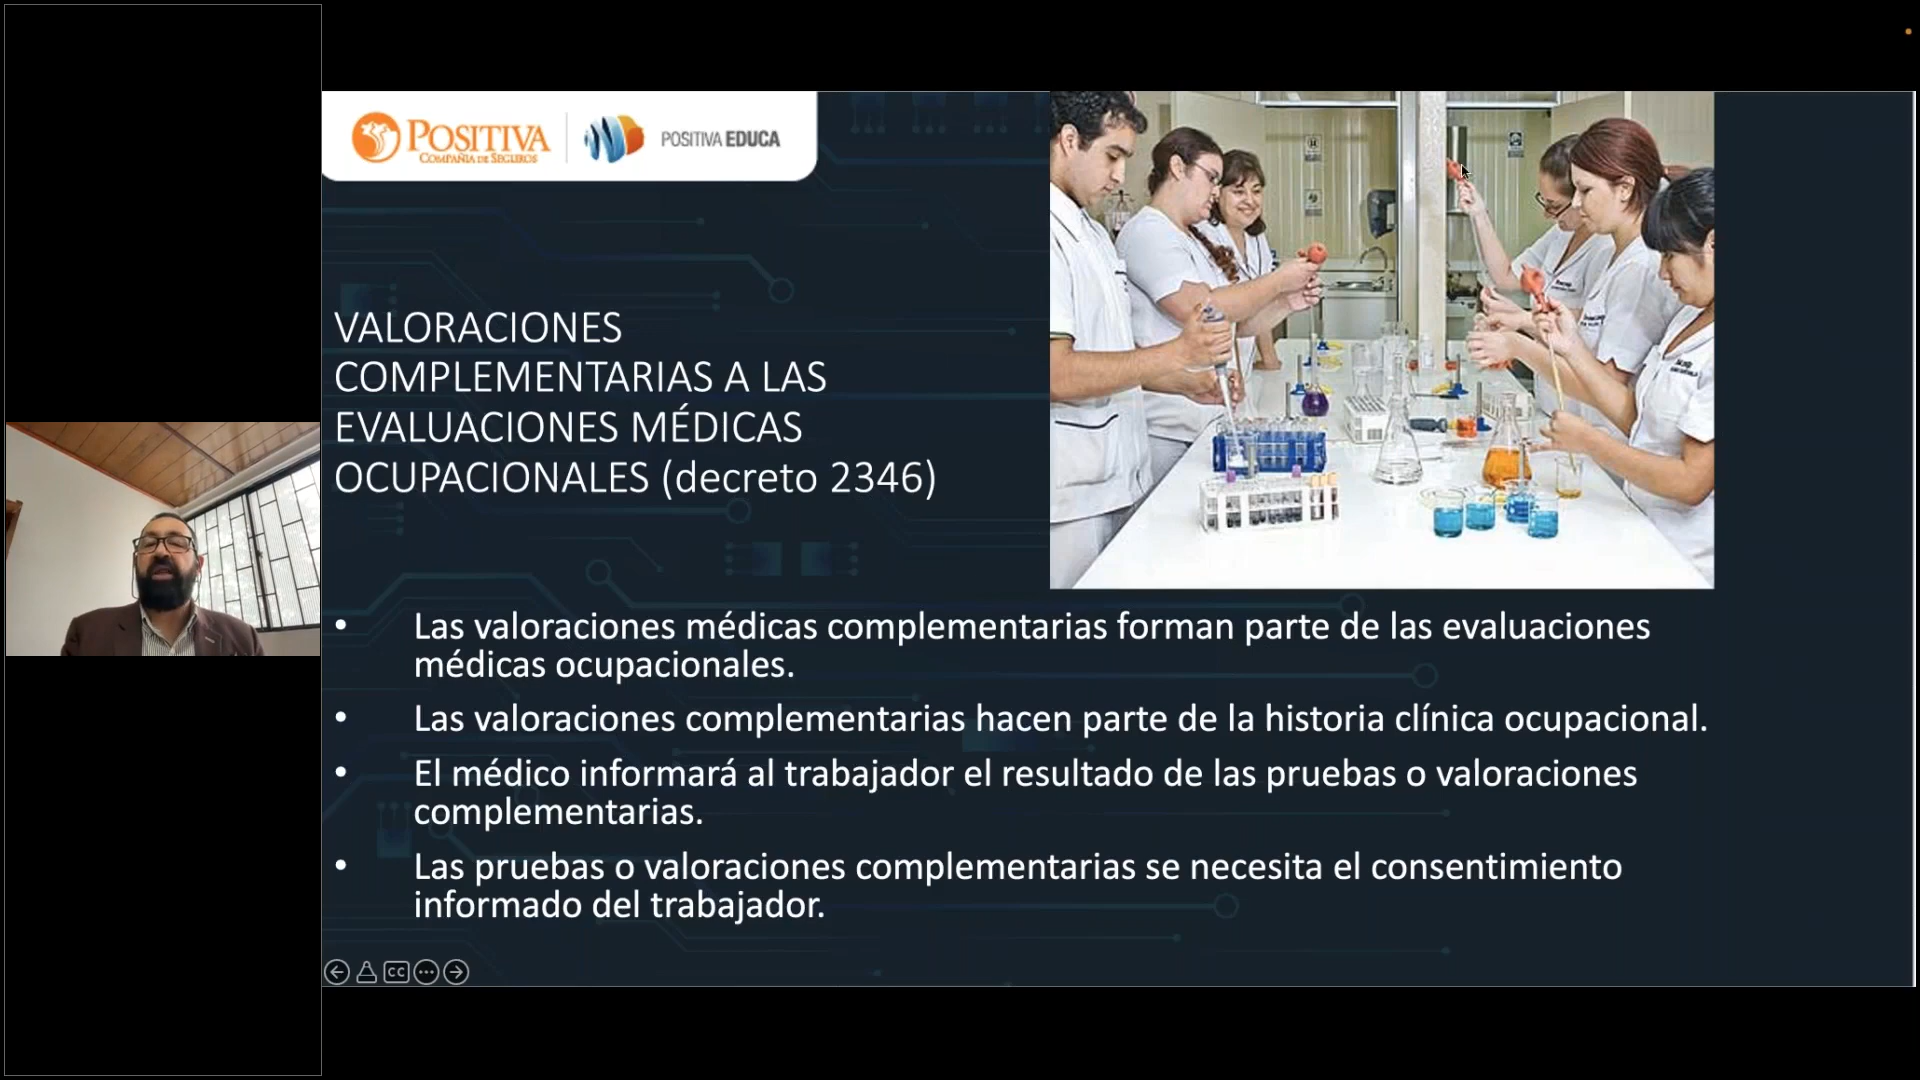 POSITIVA
COMPAÑIA DE SEGUROS
POSITIVA EDUCA
VALORACIONES
COMPLEMENTARIAS A LAS
EVALUACIONES MÉDICAS
OCUPACIONALES (decreto 2346)
• Las valoraciones médicas complementarias forman parte de las evaluaciones
médicas ocupacionales.
• Las valoraciones complementarias hacen parte de la historia clínica ocupacional.
• El médico informará al trabajador el resultado de las pruebas o valoraciones
complementarias.
• Las pruebas o valoraciones complementarias se necesita el consentimiento
informado del trabajador.
CC